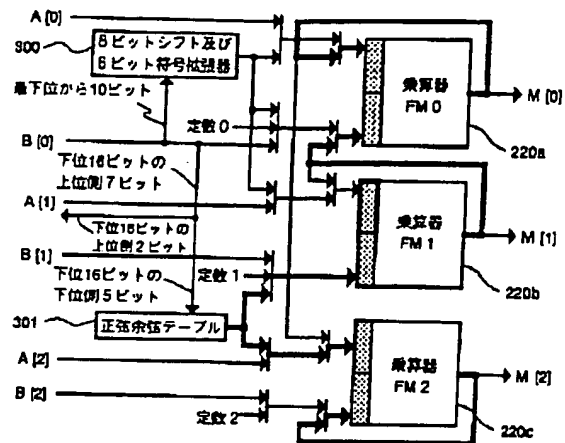 A [0]
300
8ビットシフト及び
6ビット符号拡張器
最下位から10ビット
定数0
B [0]
下位16ビットの
上位側7ビット
A [1]
下位16ビットの
上位側2ビット
B [1]
下位16ビットの
下位側5ビット
定数1
301
正弦余弦テーブル
A [2]
B [2]
定数2
乗算器
FM 0
M [0]
220a
乗算器
FM 1
M [1]
220b
乗算器
FM 2
M [2]
220c